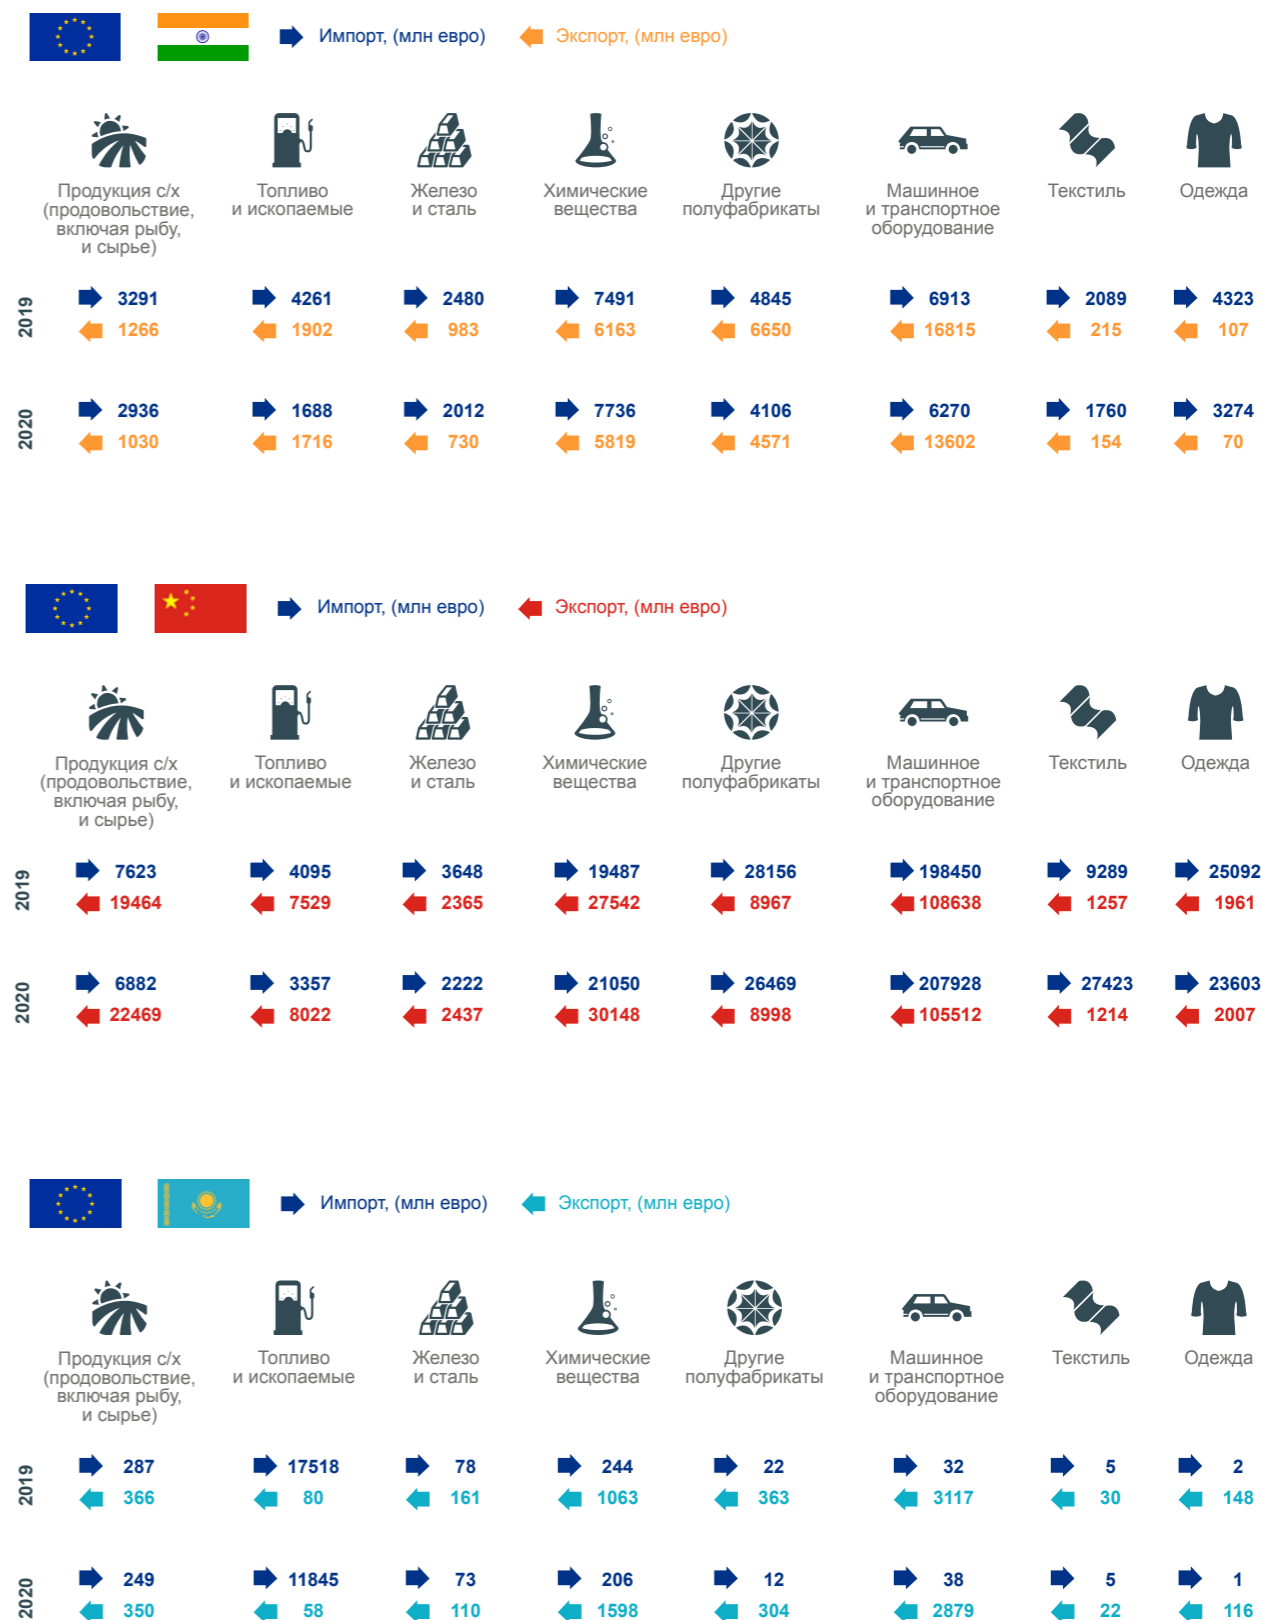 Импорт, (млн евро) Экспорт, (млн евро)
Продукция с/х
(продовольствие,
включая рыбу,
и сырье)
Топливо
и ископаемые
Железо
и сталь
Химические
вещества
Другие
полуфабрикаты
Машинное
и транспортное
оборудование
Текстиль
Одежда
2019
3291 4261 2480 7491 4845 6913 2089 4323
1266 1902 983 6163 6650 16815 215 107
2020
2936 1688 2012 7736 4106 6270 1760 3274
1030 1716 730 5819 4571 13602 154 70
Импорт, (млн евро) Экспорт, (млн евро)
Продукция с/х
(продовольствие,
включая рыбу,
и сырье)
Топливо
и ископаемые
Железо
и сталь
Химические
вещества
Другие
полуфабрикаты
Машинное
и транспортное
оборудование
Текстиль
Одежда
2019
7623 4095 3648 19487 28156 198450 9289 25092
19464 7529 2365 27542 8967 108638 1257 1961
2020
6882 3357 2222 21050 26469 207928 27423 23603
22469 8022 2437 30148 8998 105512 1214 2007
Импорт, (млн евро) Экспорт, (млн евро)
Продукция с/х
(продовольствие,
включая рыбу,
и сырье)
Топливо
и ископаемые
Железо
и сталь
Химические
вещества
Другие
полуфабрикаты
Машинное
и транспортное
оборудование
Текстиль
Одежда
2019
287 17518 78 244 22 32 5 2
366 80 161 1063 363 3117 30 148
2020
249 11845 73 206 12 38 5 1
350 58 110 1598 304 2879 22 116